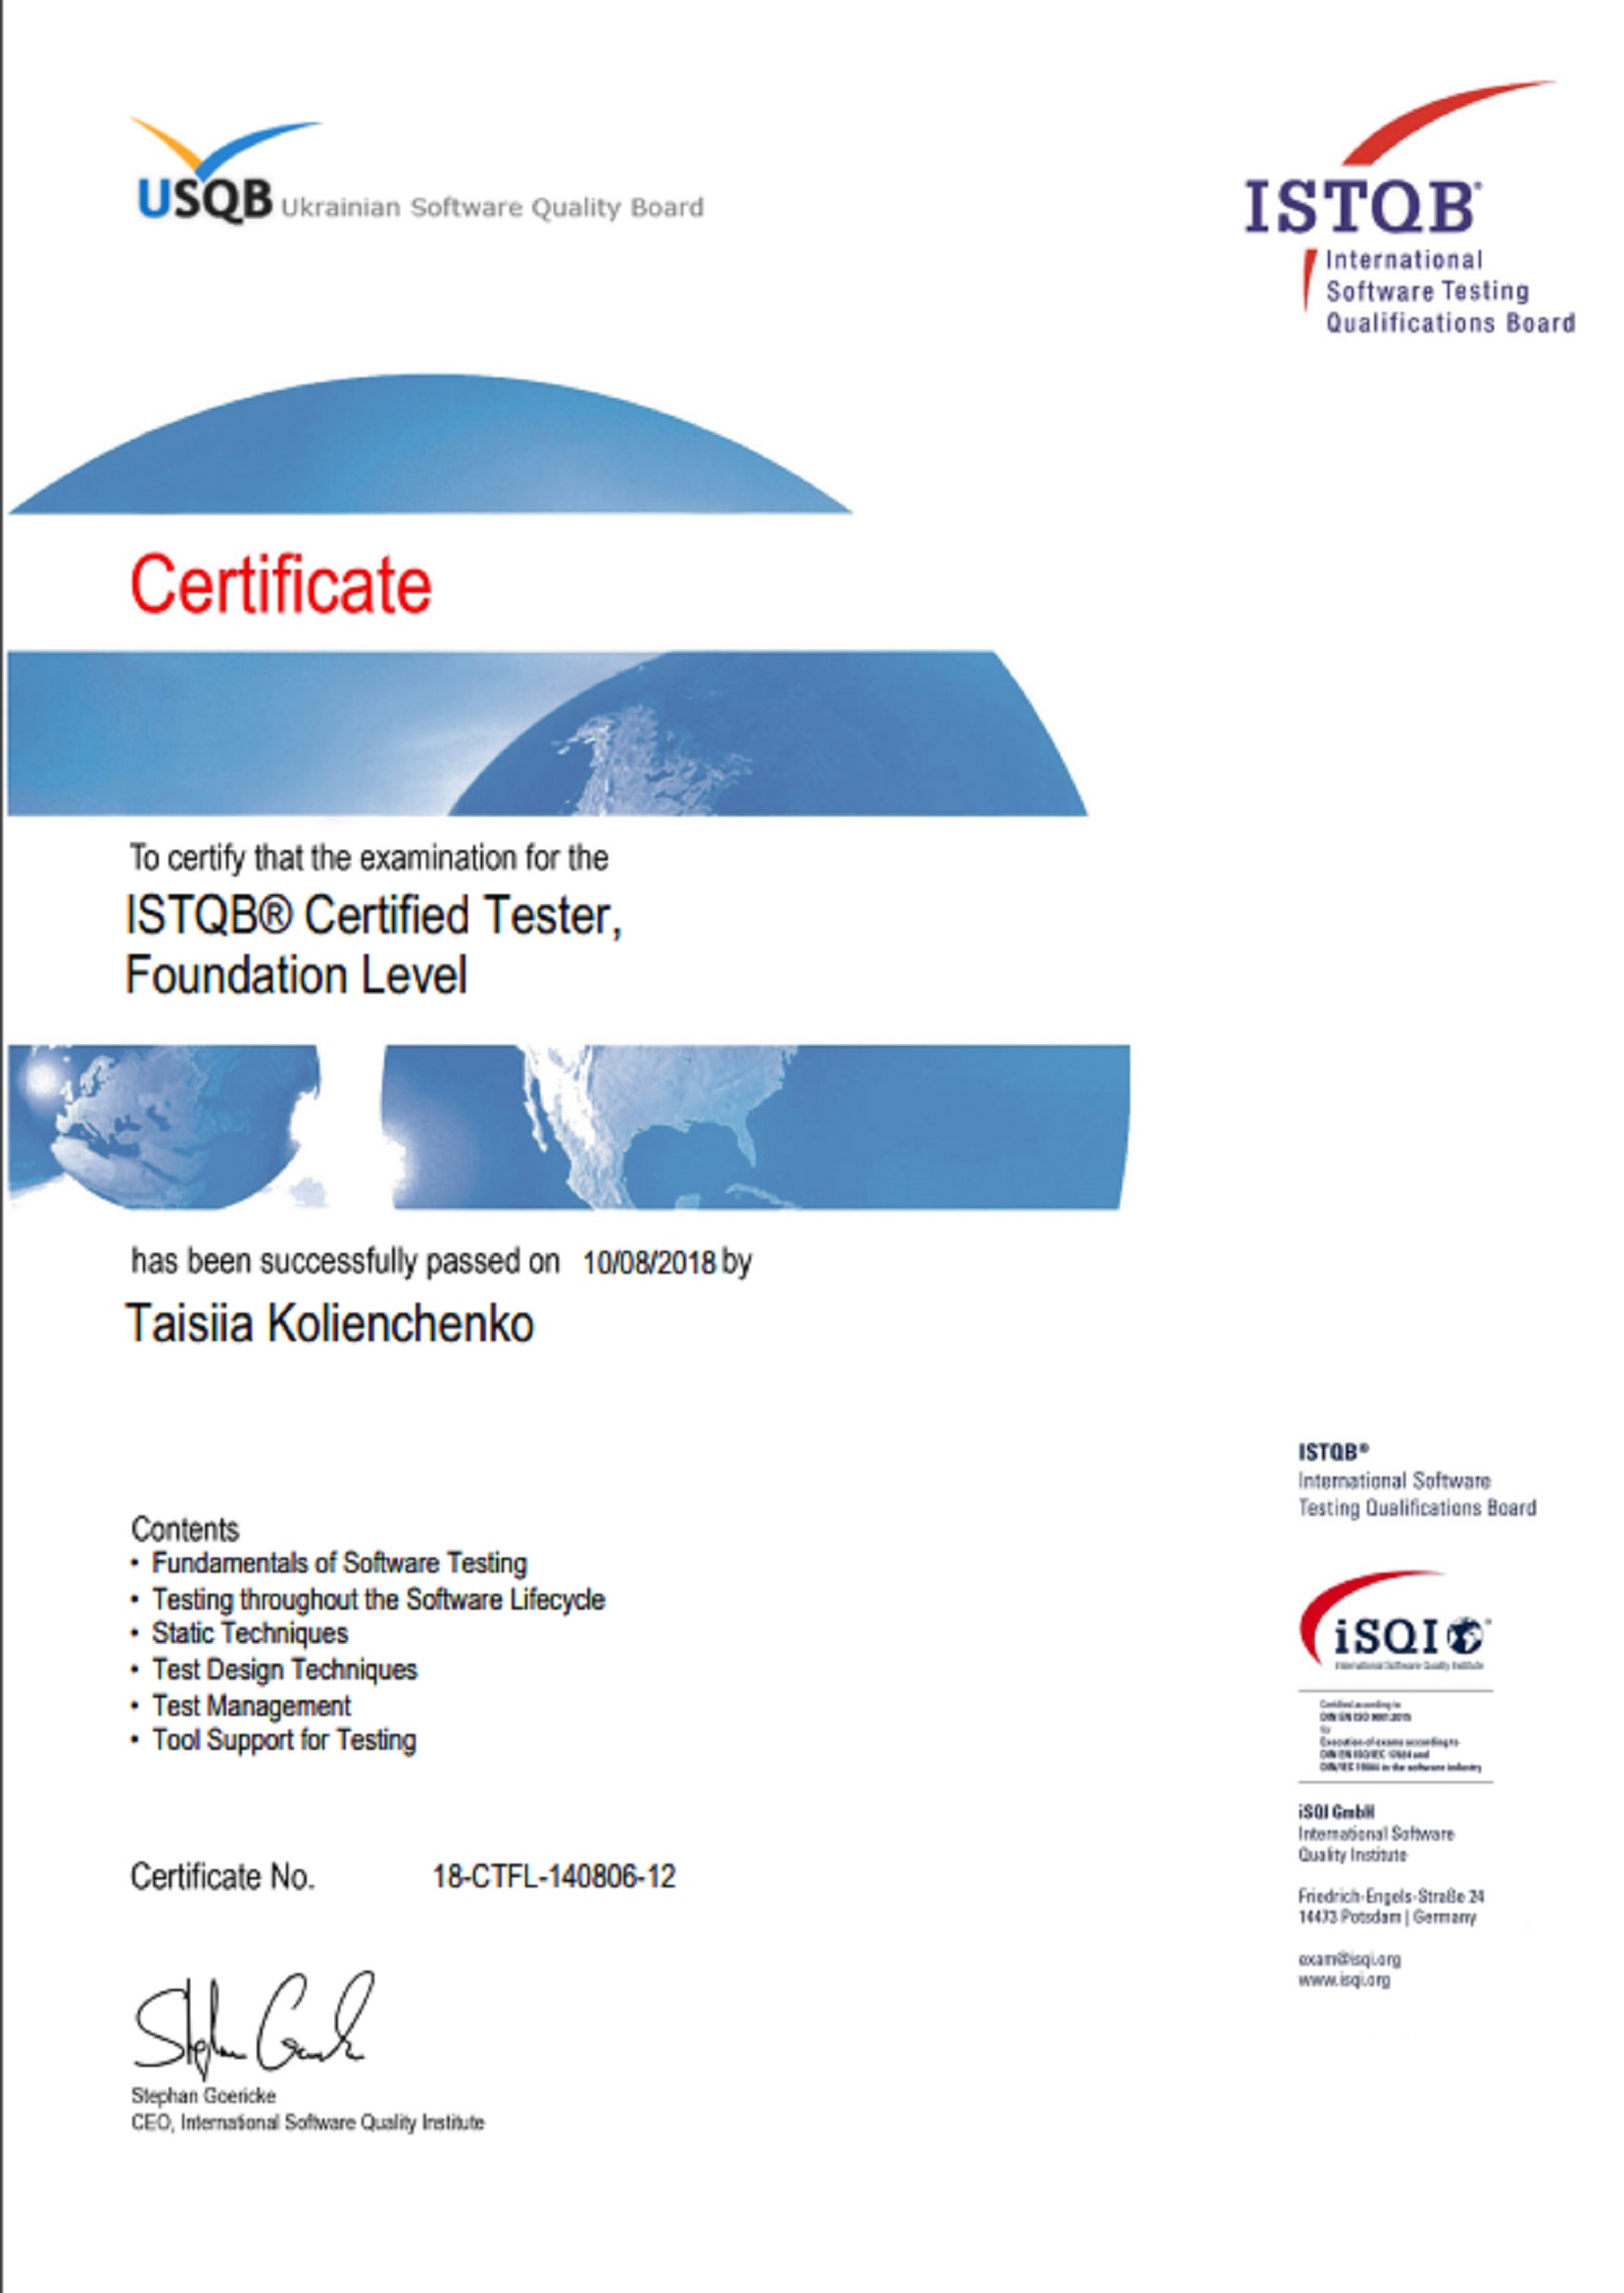 USQB Ukrainian Software Quality Board
ISTQB®
International
Software Testing
Qualifications Board
Certificate
To certify that the examination for the
ISTQB® Certified Tester,
Foundation Level
has been successfully passed on 10/08/2018 by
Taisiia Kolienchenko
Contents
• Fundamentals of Software Testing
• Testing throughout the Software Lifecycle
• Static Techniques
• Test Design Techniques
• Test Management
• Tool Support for Testing
Certificate No. 18-CTFL-140806-12
Stephan Goericke
CEO, International Software Quality Institute
ISTQB®
International Software
Testing Qualifications Board
iSQI®
International Software Quality Institute
Certified according to
DIN EN ISO 9001:2015
for
Execution of exams according to
DIN EN ISO/IEC 17024 and
in the software industry
iSQI GmbH
International Software
Quality Institute
Friedrich-Engels-Straße 24
14473 Potsdam | Germany
exam@isqi.org
www.isqi.org